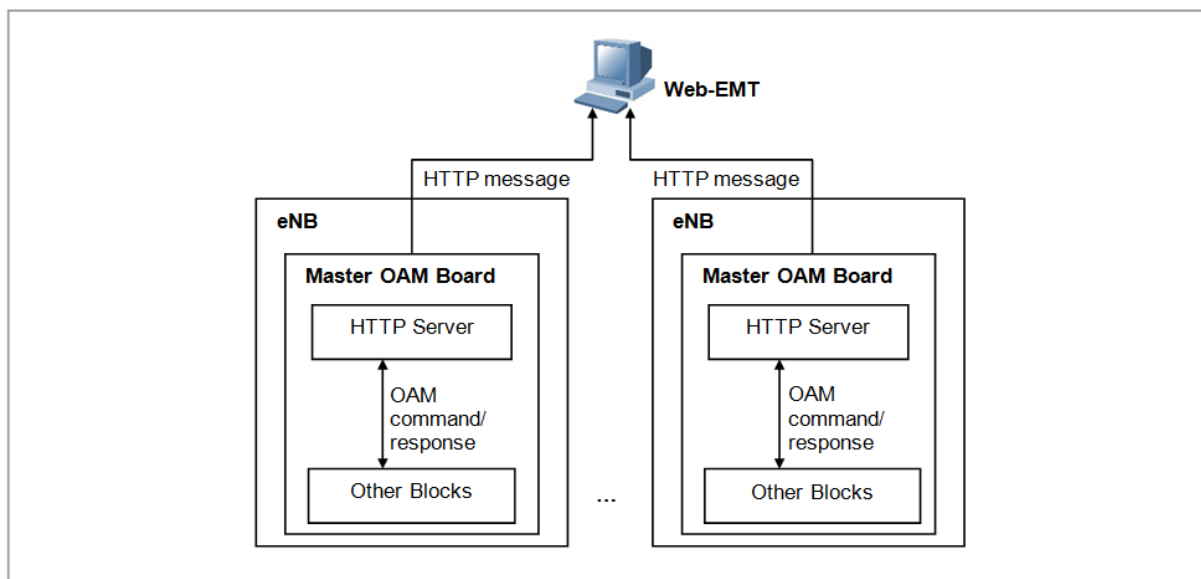 Web-EMT
HTTP message
HTTP message
eNB
Master OAM Board
HTTP Server
OAM
command/
response
Other Blocks
...
eNB
Master OAM Board
HTTP Server
OAM
command/
response
Other Blocks